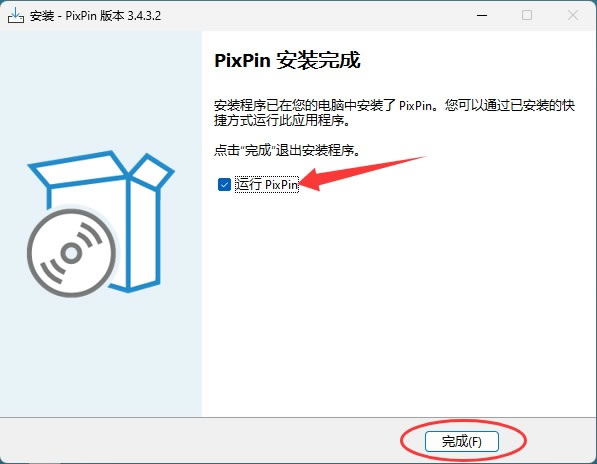 安装 - PixPin 版本 3.4.3.2
PixPin 安装完成
安装程序已在您的电脑中安装了 PixPin。您可以通过已安装的快
捷方式运行此应用程序。
点击“完成”退出安装程序。
运行 PixPin
完成(F)